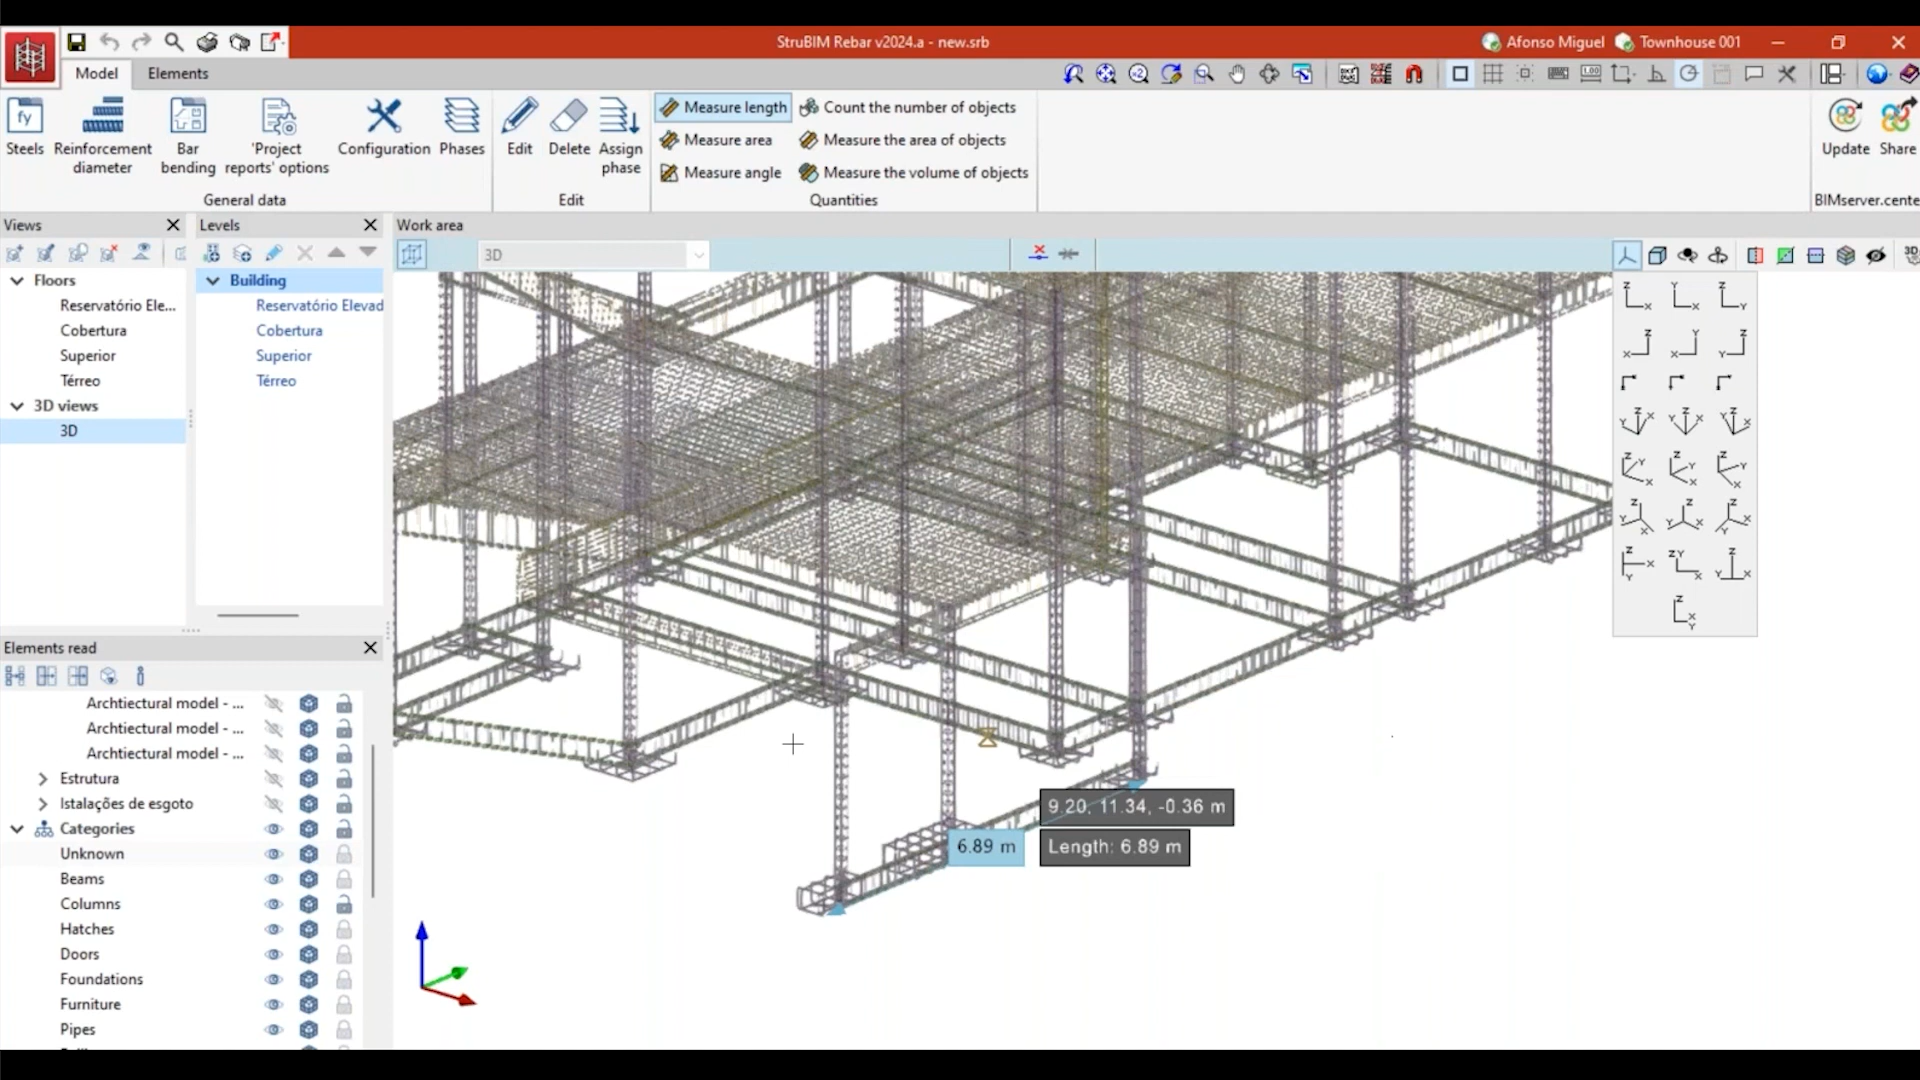 StruBIM Rebar v2024.a - new.srb
Afonso Miguel
Townhouse 001
Model
Elements
fy
Steels
Reinforcement
diameter
Bar
bending
'Project
reports' options
Configuration
Phases
General data
Edit
Delete
Assign
phase
Edit
Measure length
Measure area
Measure angle
Count the number of objects
Measure the area of objects
Measure the volume of objects
Quantities
Update
Share
BIMserver.cente
Views
Floors
Reservatório Ele...
Cobertura
Superior
Térreo
3D views
3D
Levels
Building
Reservatório Elevad
Cobertura
Superior
Térreo
Work area
3D
Elements read
Archtiectural model - ...
Archtiectural model - ...
Archtiectural model - ...
Estrutura
Istalações de esgoto
Categories
Unknown
Beams
Columns
Hatches
Doors
Foundations
Furniture
Pipes
9.20, 11.34, -0.36 m
6.89 m
Length: 6.89 m